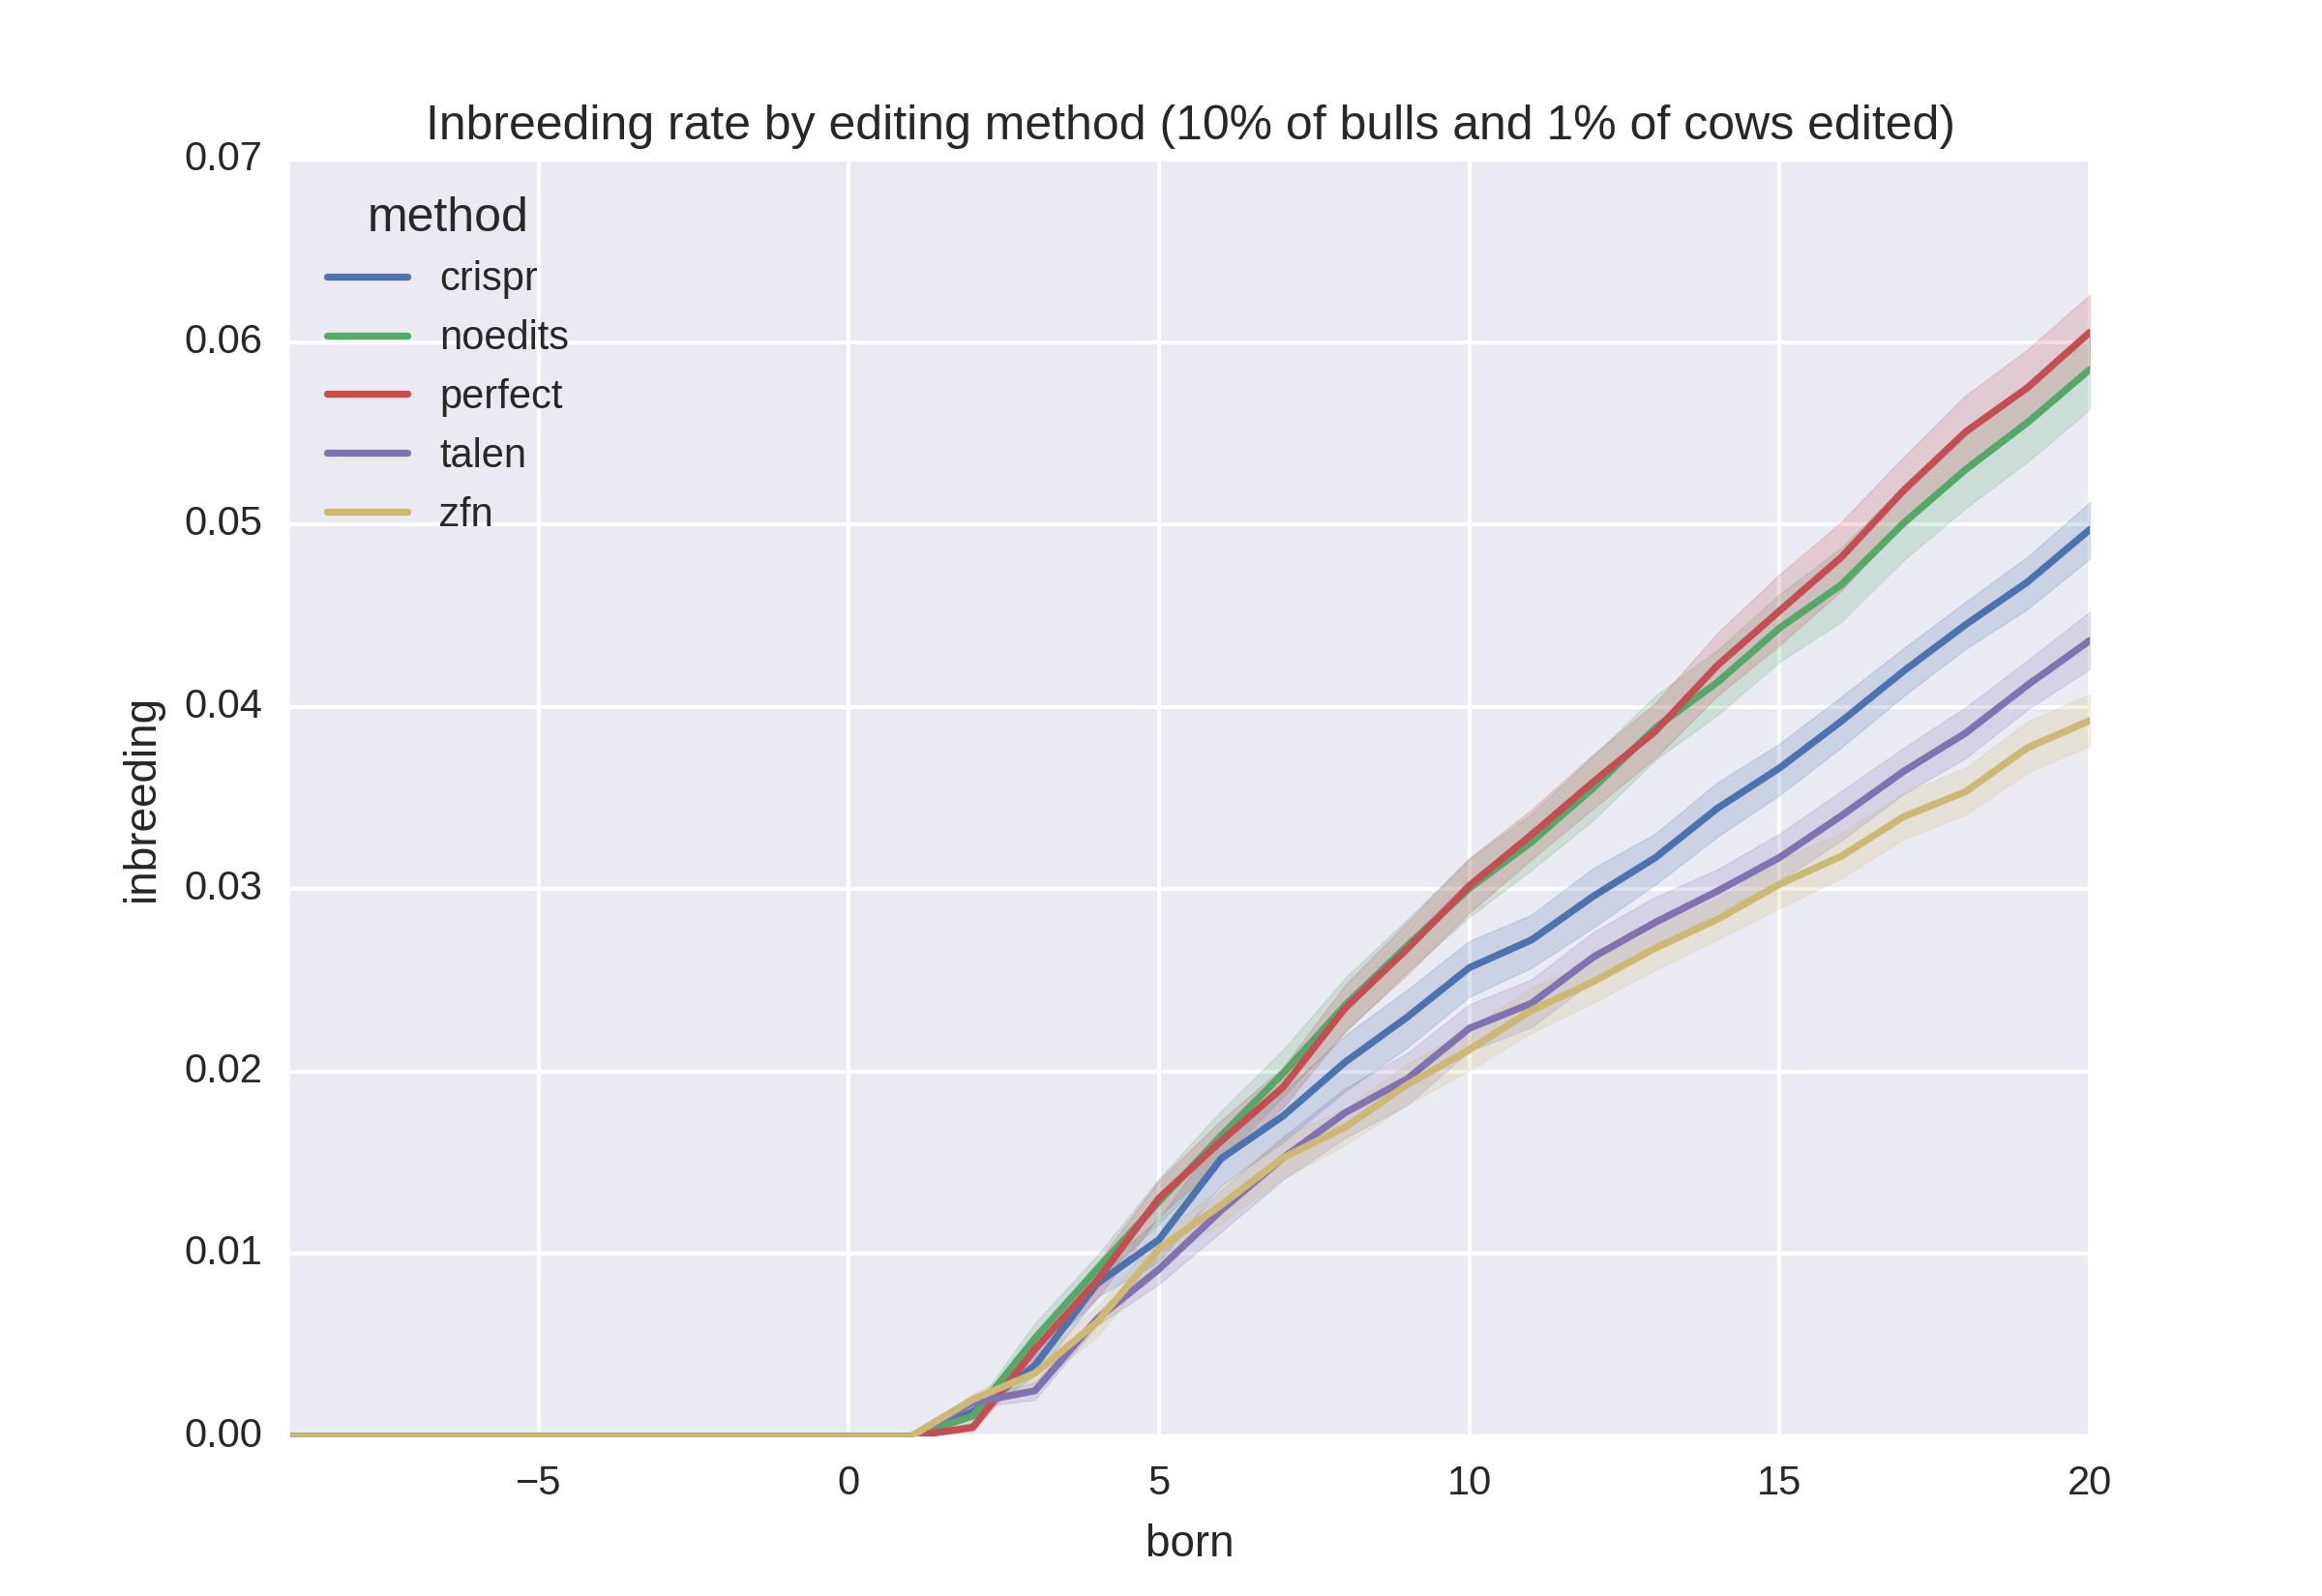 Inbreeding rate by editing method (10% of bulls and 1% of cows edited)
0.07
0.06
0.05
0.04
0.03
0.02
0.01
0.00
inbreeding
method
crispr
noedits
perfect
talen
zfn
−5 0 5 10 15 20
born